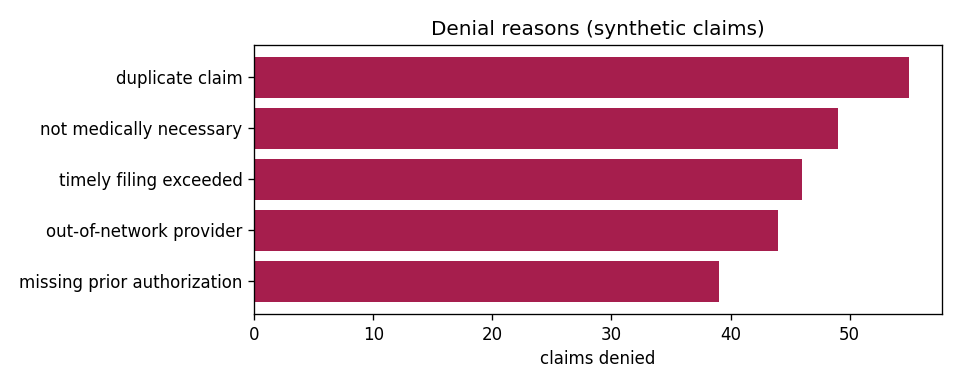 Denial reasons (synthetic claims)
duplicate claim
not medically necessary
timely filing exceeded
out-of-network provider
missing prior authorization
0 10 20 30 40 50
claims denied